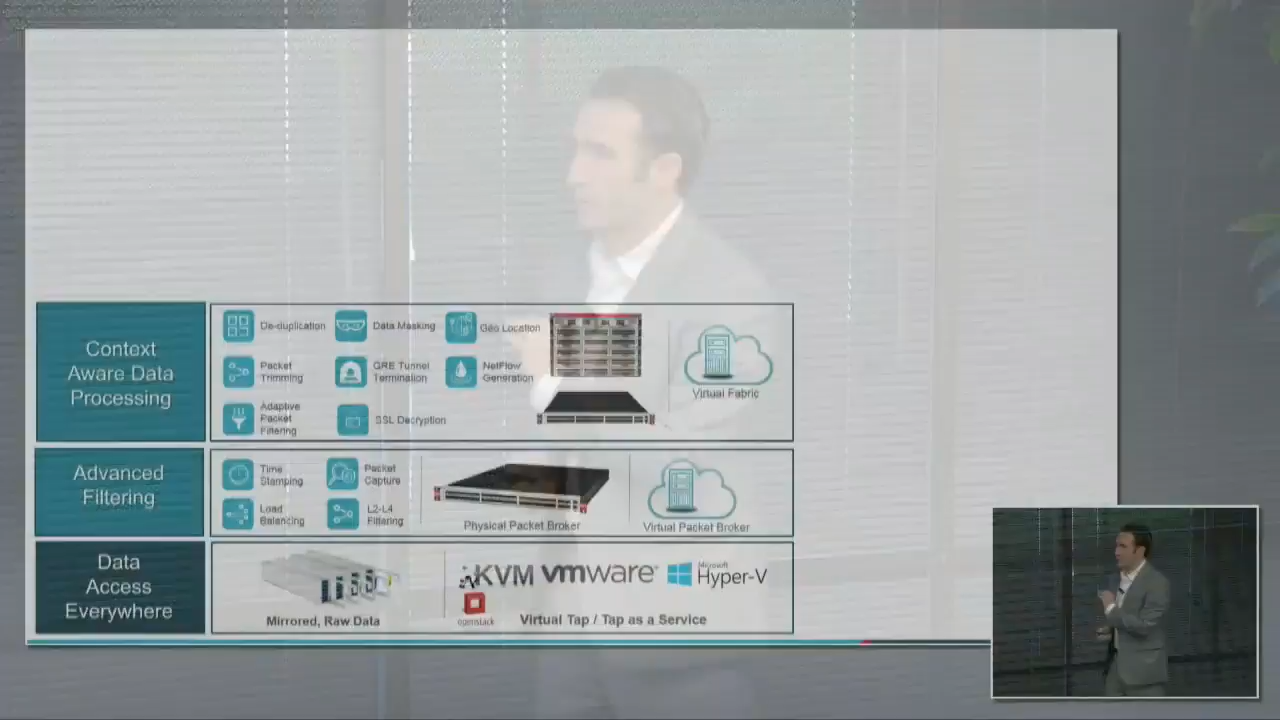 Context
Aware Data
Processing
De-duplication
Data Masking
Geo Location
Packet
Trimming
GRE Tunnel
Termination
NetFlow
Generation
Adaptive
Packet
Filtering
SSL Decryption
Virtual Fabric
Advanced
Filtering
Time
Stamping
Packet
Capture
Load
Balancing
L2-L4
Filtering
Physical Packet Broker
Virtual Packet Broker
Data
Access
Everywhere
Mirrored, Raw Data
KVM
vmware
Microsoft
Hyper-V
openstack
Virtual Tap / Tap as a Service